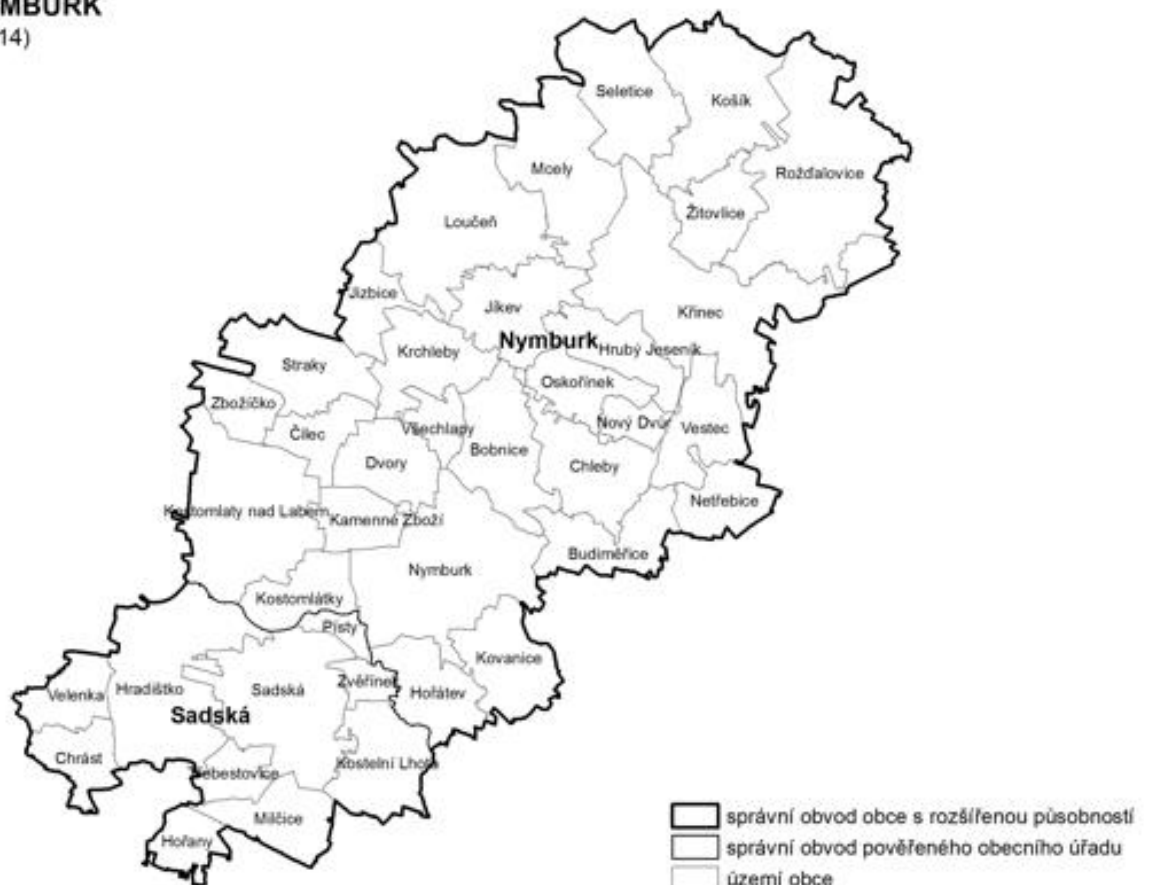 MBURK
14)
Seletice
Košík
Mcely
Rožďalovice
Žitovlice
Loučeň
Jizbice
Jíkev
Křinec
Nymburk
Hrubý Jeseník
Krchleby
Straky
Oskořínek
Zbožíčko
Nový Dvůr
Vestec
Všechlapy
Čilec
Bobnice
Dvory
Chleby
Netřebice
Kostomlaty nad Labem
Kamenné Zboží
Budiměřice
Nymburk
Kostomlátky
Písty
Kovanice
Zvěřínek
Velenka
Hradištko
Sadská
Hořátev
Sadská
Chrást
Kostelní Lhota
Třebestovice
Milčice
Hořany
správní obvod obce s rozšířenou působností
správní obvod pověřeného obecního úřadu
území obce